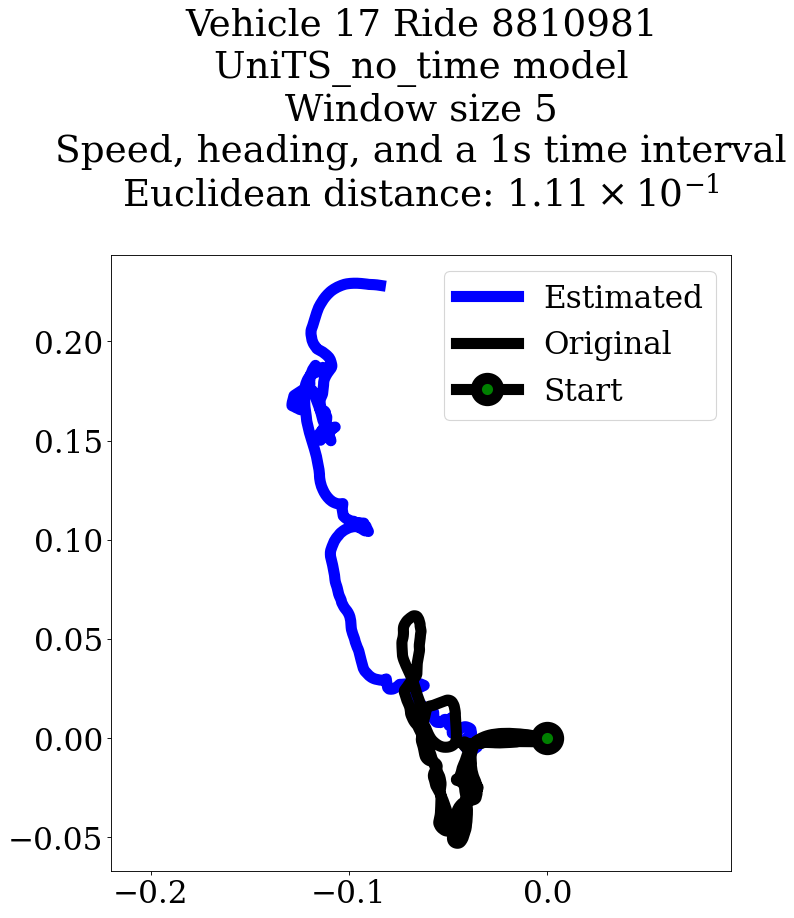 Vehicle 17 Ride 8810981
UniTS_no_time model
Window size 5
Speed, heading, and a 1s time interval
Euclidean distance: 1.11 × 10⁻¹
Estimated
Original
Start
0.20
0.15
0.10
0.05
0.00
−0.05
−0.2
−0.1
0.0